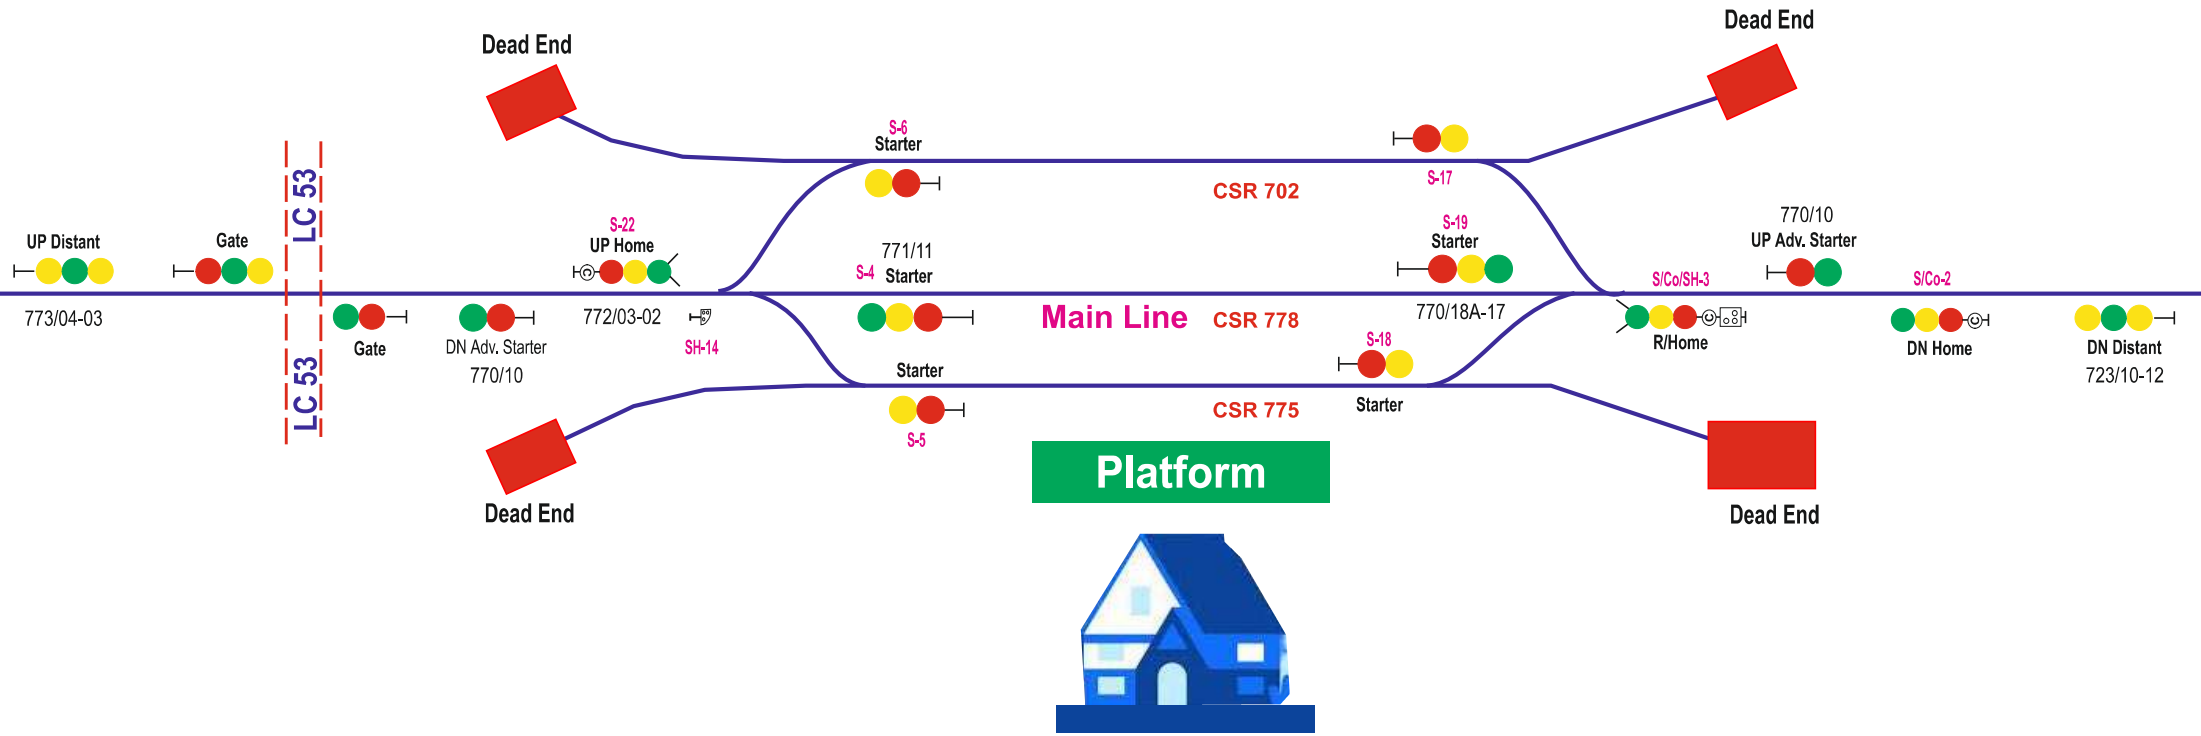 Dead End
Dead End
S-6
Starter
S-17
CSR 702
LC 53
UP Distant
773/04-03
Gate
S-22
UP Home
772/03-02
771/11
S-4 Starter
S-19
Starter
770/18A-17
770/10
UP Adv. Starter
S/Co/SH-3
R/Home
S/Co-2
DN Home
DN Distant
723/10-12
Main Line
CSR 778
Gate
DN Adv. Starter
770/10
SH-14
LC 53
Starter
S-5
S-18
Starter
CSR 775
Platform
Dead End
Dead End